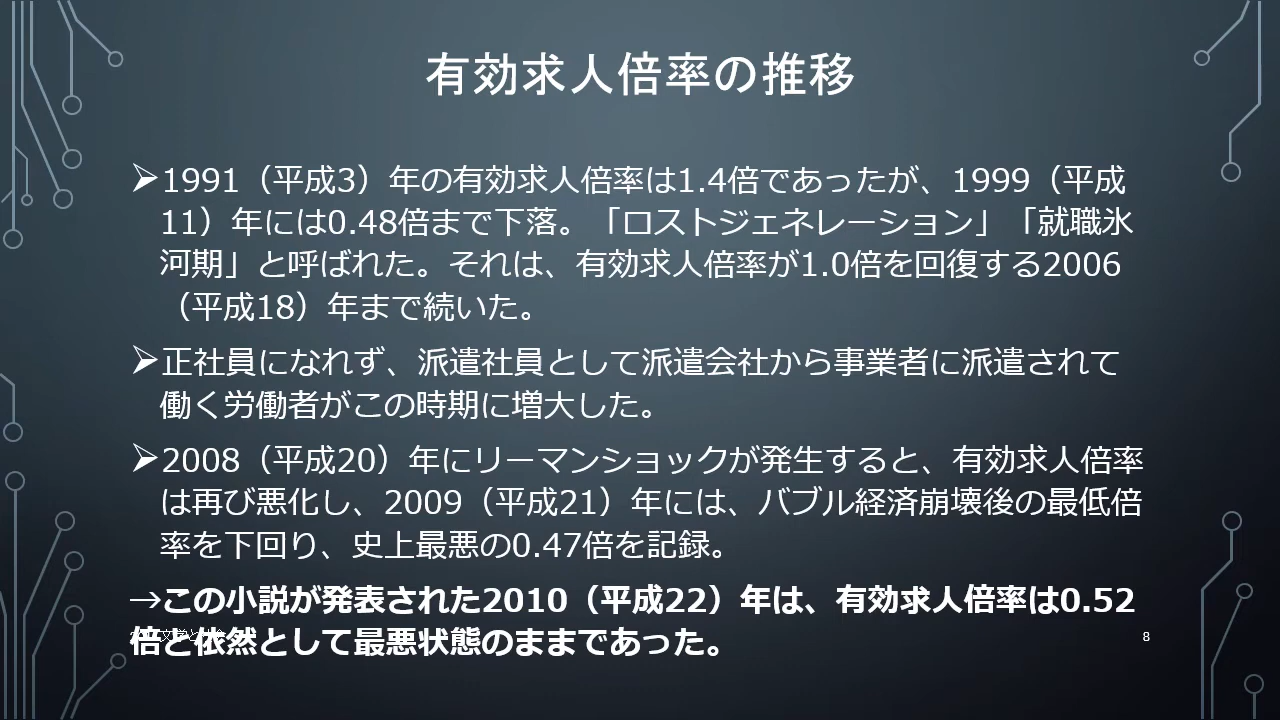 有効求人倍率の推移
➢1991（平成3）年の有効求人倍率は1.4倍であったが、1999（平成
11）年には0.48倍まで下落。「ロストジェネレーション」「就職氷
河期」と呼ばれた。それは、有効求人倍率が1.0倍を回復する2006
（平成18）年まで続いた。
➢正社員になれず、派遣社員として派遣会社から事業者に派遣されて
働く労働者がこの時期に増大した。
➢2008（平成20）年にリーマンショックが発生すると、有効求人倍率
は再び悪化し、2009（平成21）年には、バブル経済崩壊後の最低倍
率を下回り、史上最悪の0.47倍を記録。
→この小説が発表された2010（平成22）年は、有効求人倍率は0.52
倍と依然として最悪状態のままであった。
8